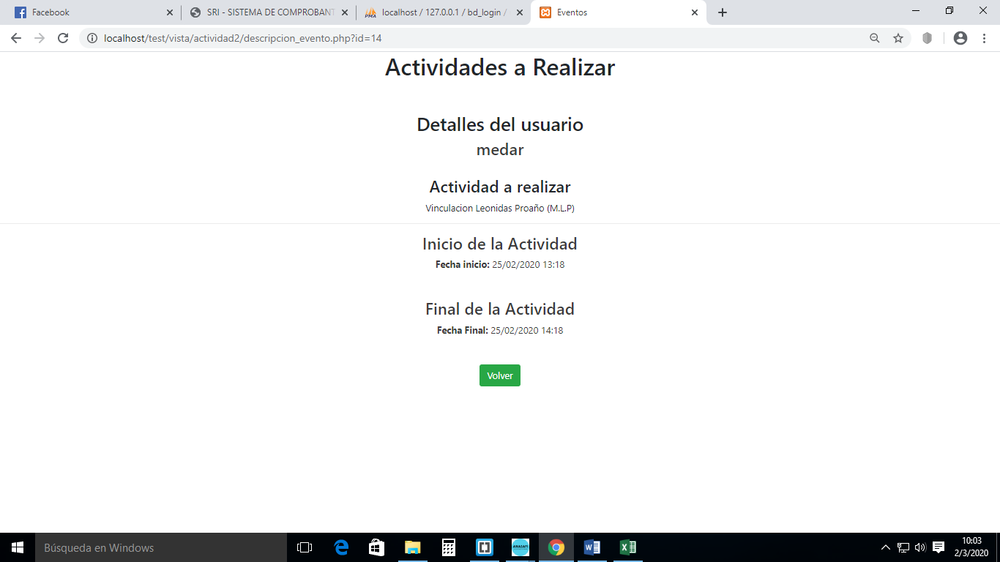 Facebook
SRI - SISTEMA DE COMPROBANT
PMA
localhost / 127.0.0.1 / bd_login /
Eventos
localhost/test/vista/actividad2/descripcion_evento.php?id=14
Actividades a Realizar
Detalles del usuario
medar
Actividad a realizar
Vinculacion Leonidas Proaño (M.L.P)
Inicio de la Actividad
Fecha inicio: 25/02/2020 13:18
Final de la Actividad
Fecha Final: 25/02/2020 14:18
Volver
Búsqueda en Windows
10:03
2/3/2020